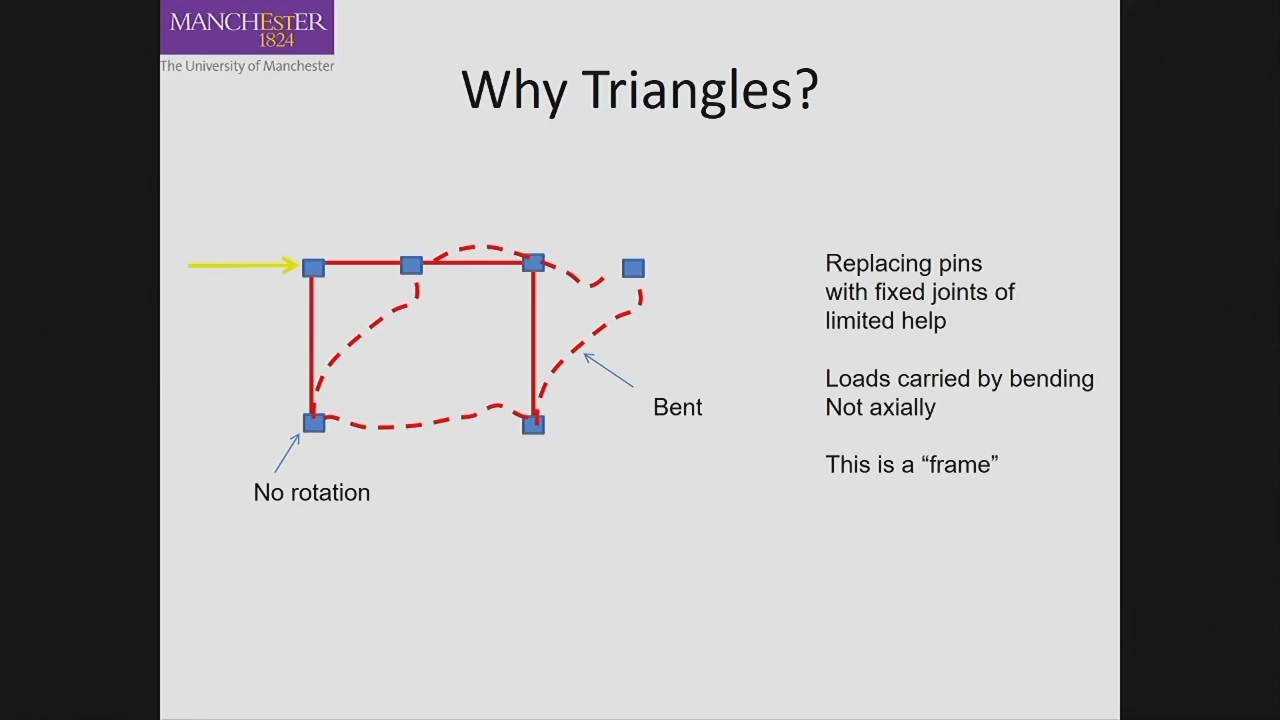 MANCHESTER
1824
The University of Manchester
Why Triangles?
Replacing pins
with fixed joints of
limited help
Loads carried by bending
Not axially
This is a “frame”
Bent
No rotation